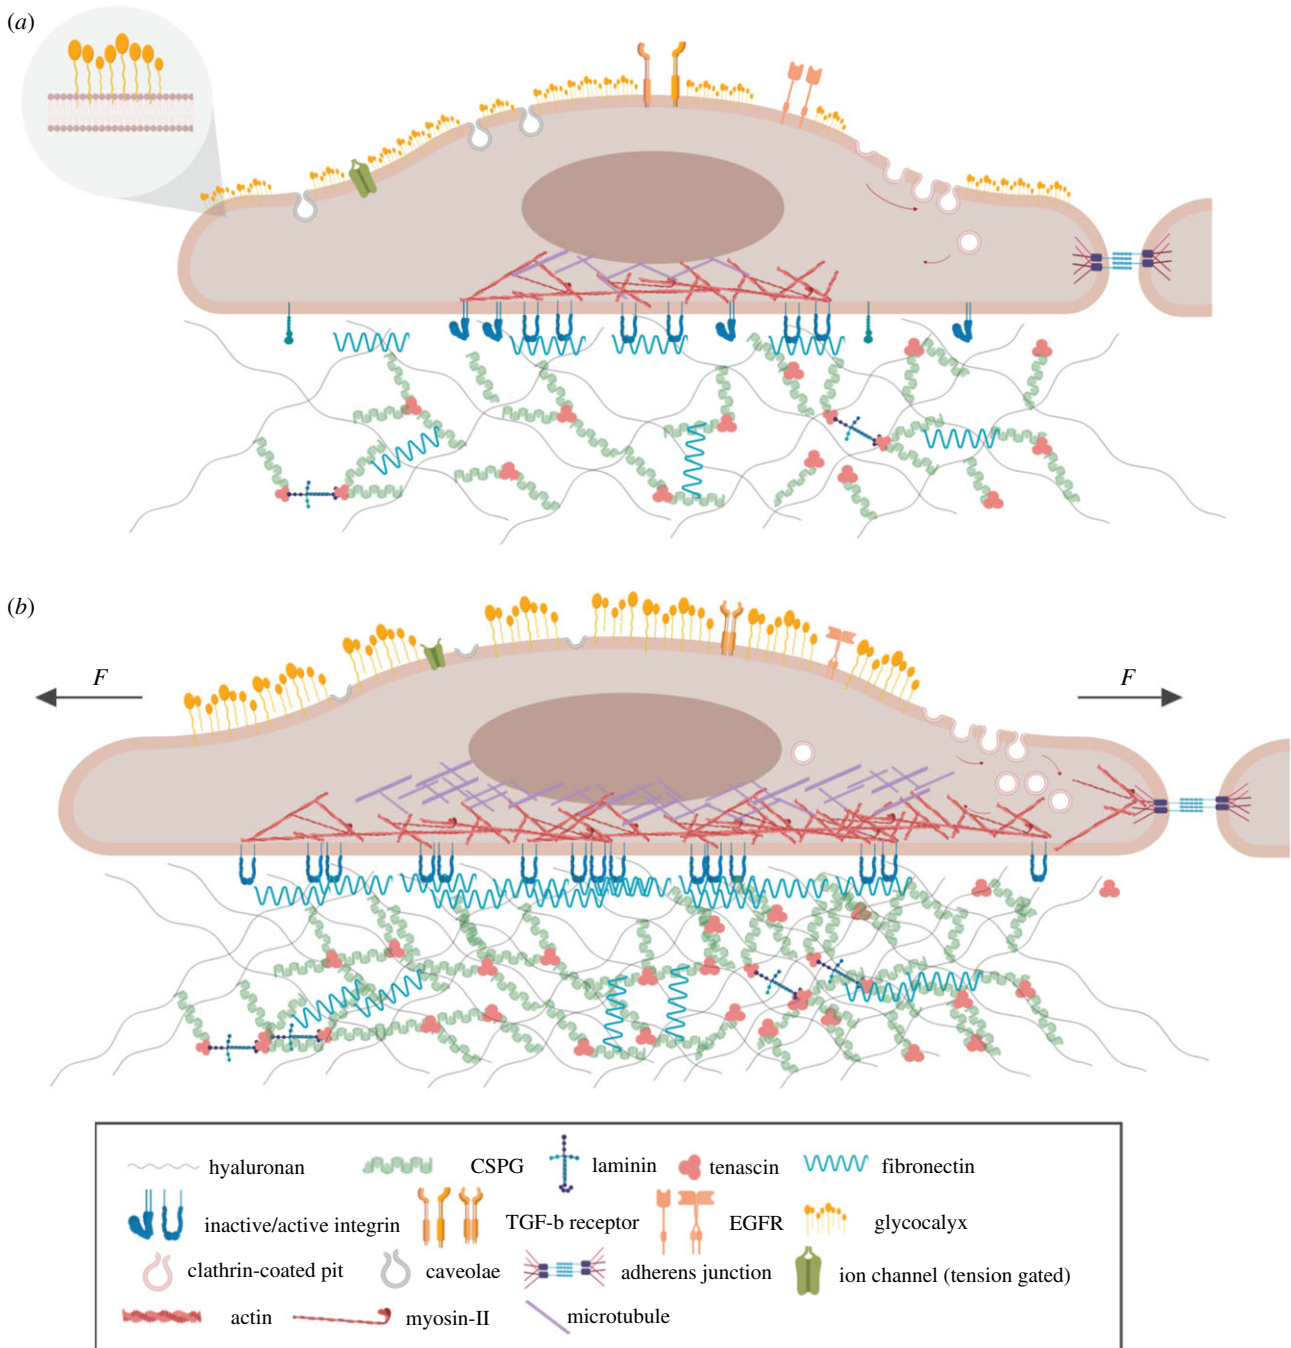 (a)
(b)
F
F
hyaluronan
CSPG
laminin
tenascin
fibronectin
inactive/active integrin
TGF-b receptor
EGFR
glycocalyx
clathrin-coated pit
caveolae
adherens junction
ion channel (tension gated)
actin
myosin-II
microtubule